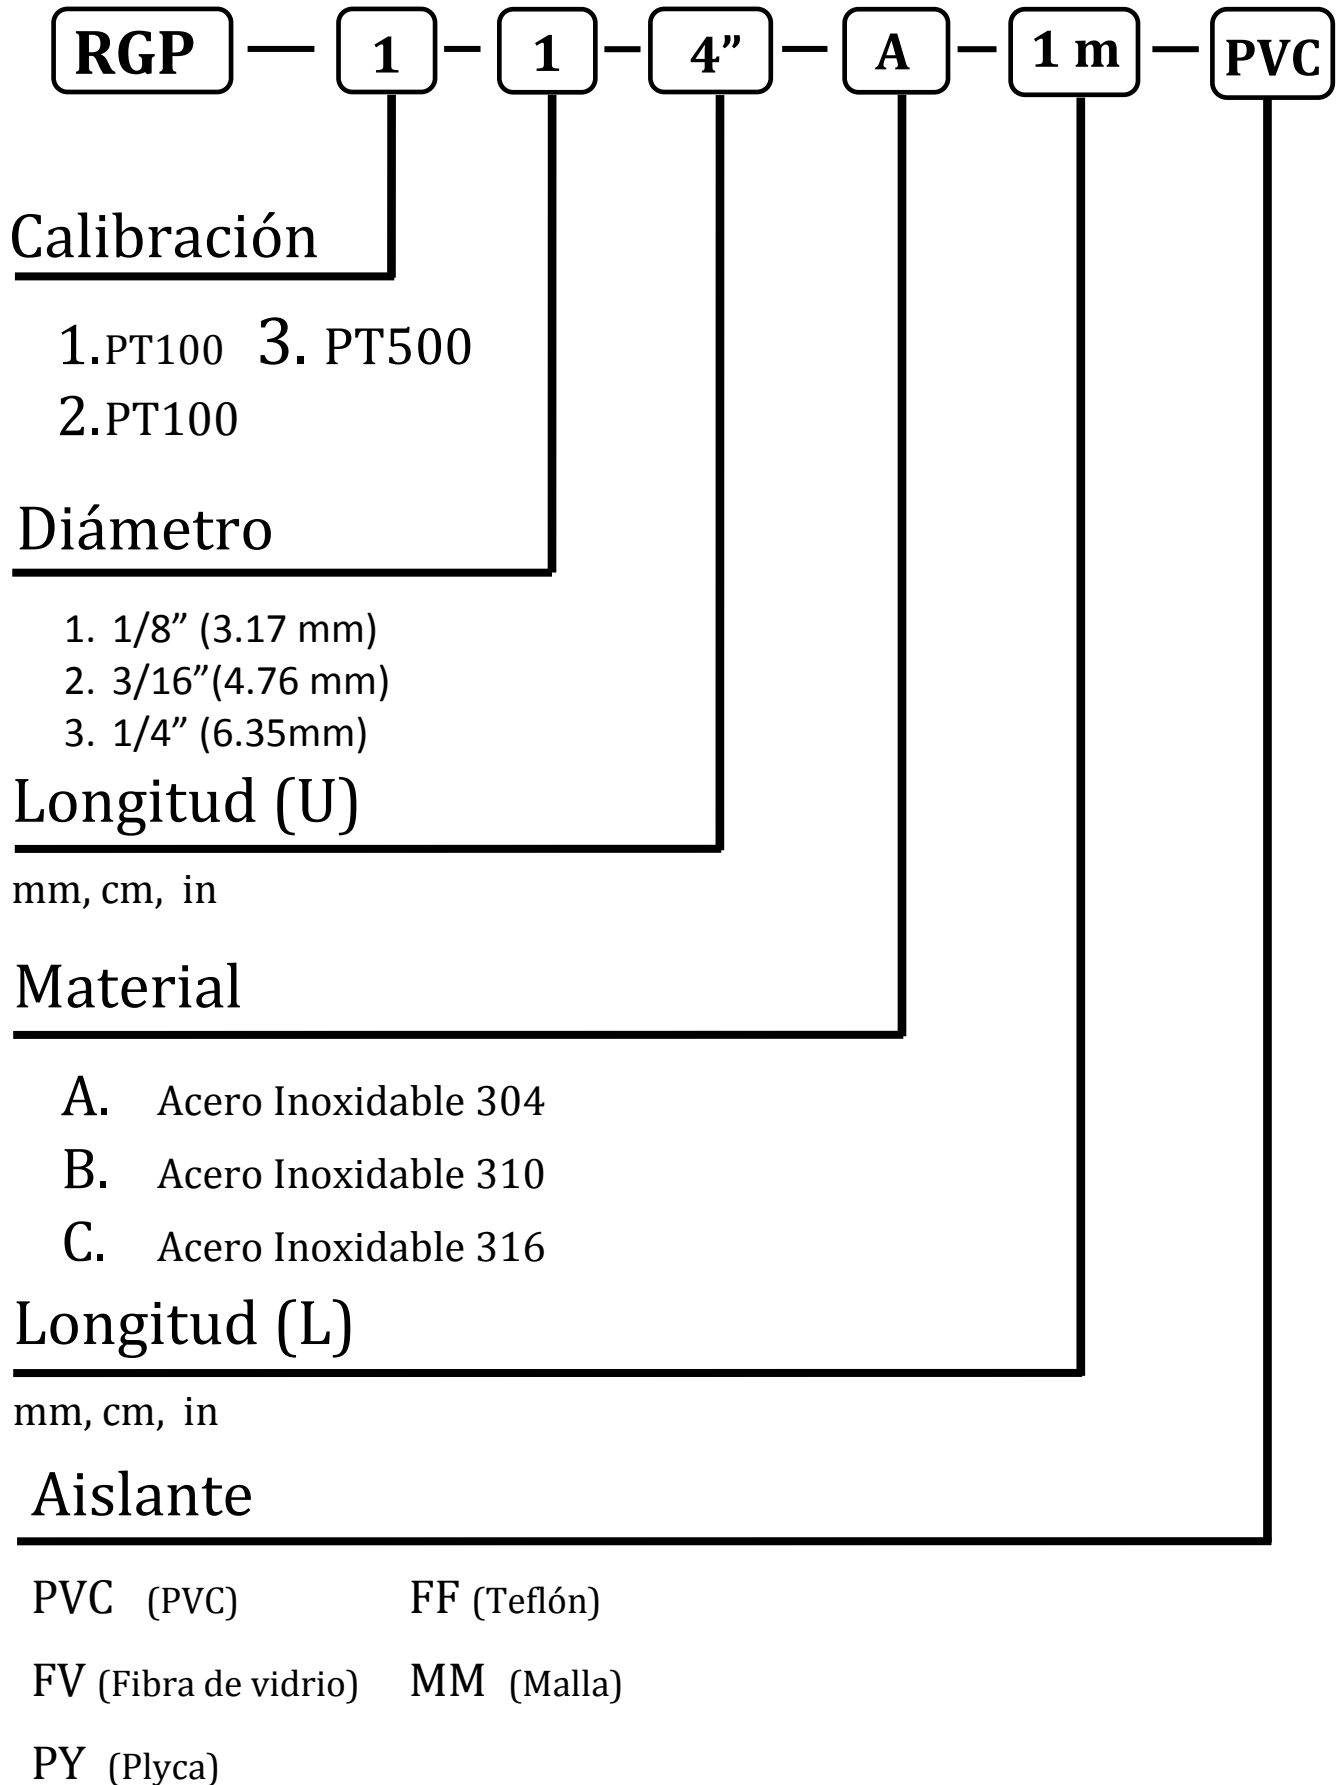 RGP — 1 – 1 – 4” – A – 1 m – PVC
Calibración
1.PT100 3. PT500
2.PT100
Diámetro
1. 1/8” (3.17 mm)
2. 3/16”(4.76 mm)
3. 1/4” (6.35mm)
Longitud (U)
mm, cm, in
Material
A. Acero Inoxidable 304
B. Acero Inoxidable 310
C. Acero Inoxidable 316
Longitud (L)
mm, cm, in
Aislante
PVC (PVC) FF (Teflón)
FV (Fibra de vidrio) MM (Malla)
PY (Plyca)